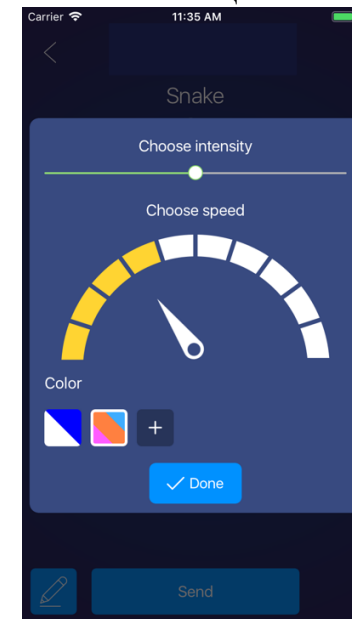 Carrier 11:35 AM
Snake
Choose intensity
Choose speed
Color
+
Done
Send